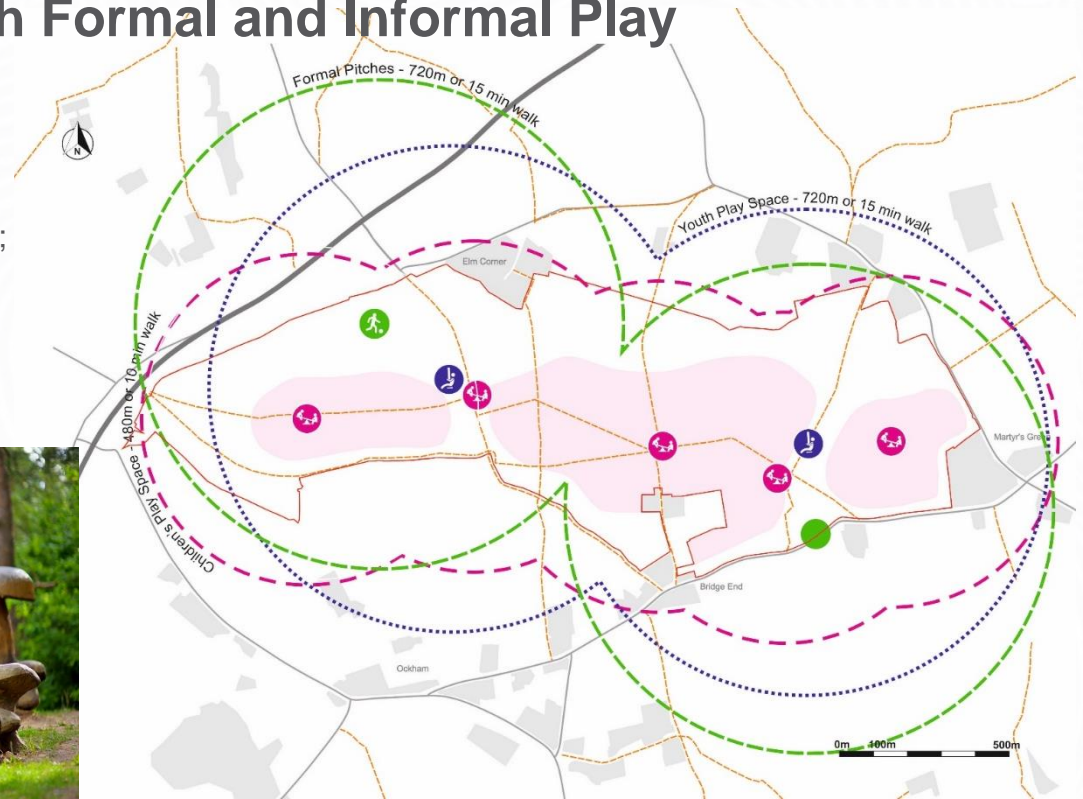 h Formal and Informal Play
Formal Pitches - 720m or 15 min walk
N
;
Youth Play Space - 720m or 15 min walk
Elm Corner
Children's Play Space - 480m or 10 min walk
Martyr's Gre
Bridge End
Ockham
0m 100m 500m